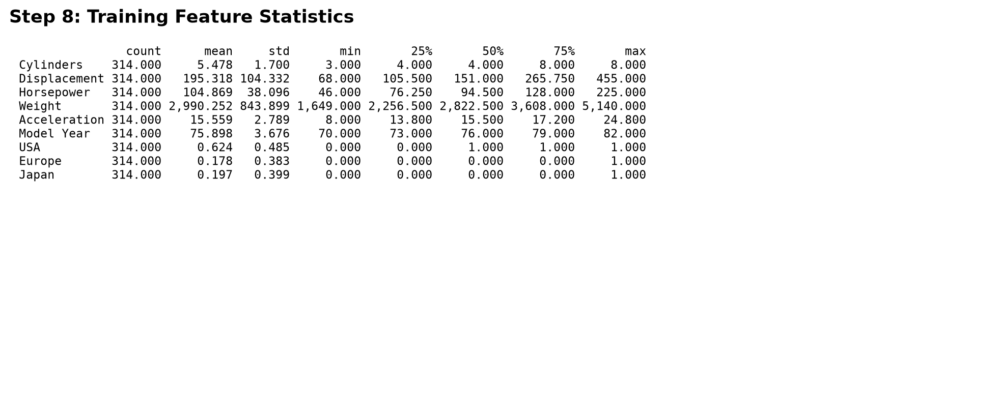 Step 8: Training Feature Statistics
count mean std min 25% 50% 75% max
Cylinders 314.000 5.478 1.700 3.000 4.000 4.000 8.000 8.000
Displacement 314.000 195.318 104.332 68.000 105.500 151.000 265.750 455.000
Horsepower 314.000 104.869 38.096 46.000 76.250 94.500 128.000 225.000
Weight 314.000 2,990.252 843.899 1,649.000 2,256.500 2,822.500 3,608.000 5,140.000
Acceleration 314.000 15.559 2.789 8.000 13.800 15.500 17.200 24.800
Model Year 314.000 75.898 3.676 70.000 73.000 76.000 79.000 82.000
USA 314.000 0.624 0.485 0.000 0.000 1.000 1.000 1.000
Europe 314.000 0.178 0.383 0.000 0.000 0.000 0.000 1.000
Japan 314.000 0.197 0.399 0.000 0.000 0.000 0.000 1.000